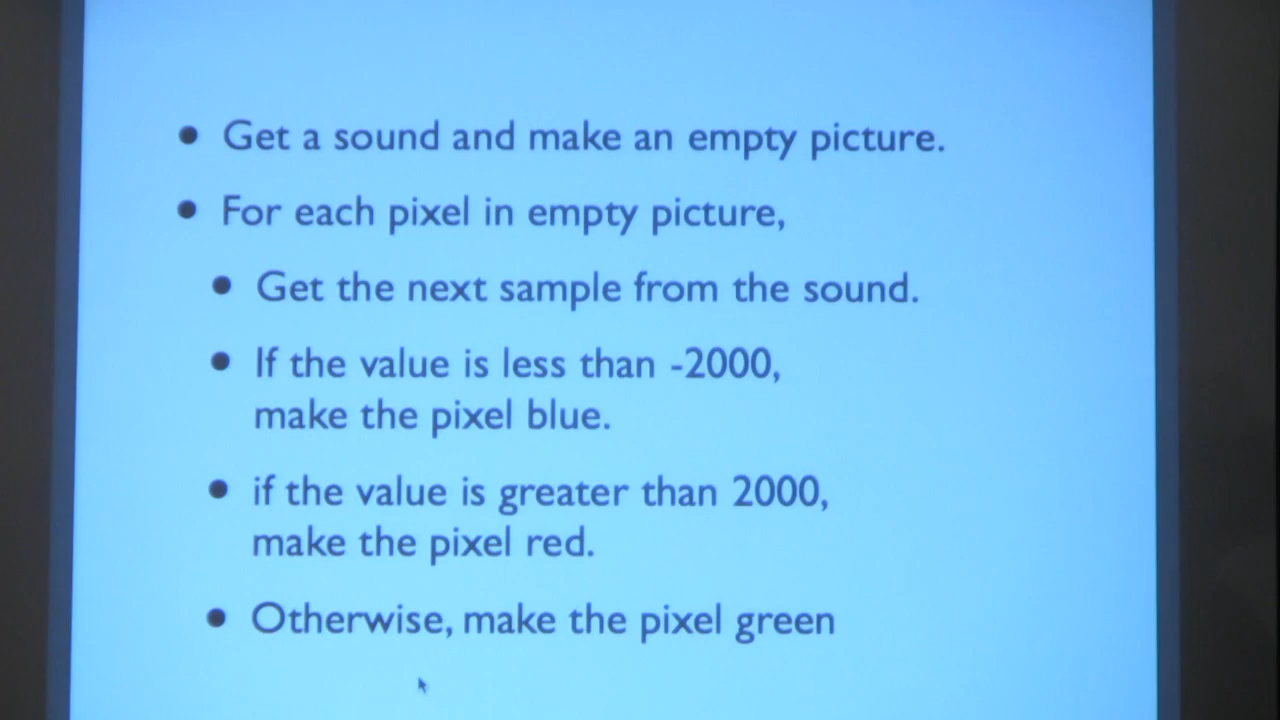 • Get a sound and make an empty picture.
• For each pixel in empty picture,
• Get the next sample from the sound.
• If the value is less than -2000,
make the pixel blue.
• if the value is greater than 2000,
make the pixel red.
• Otherwise, make the pixel green